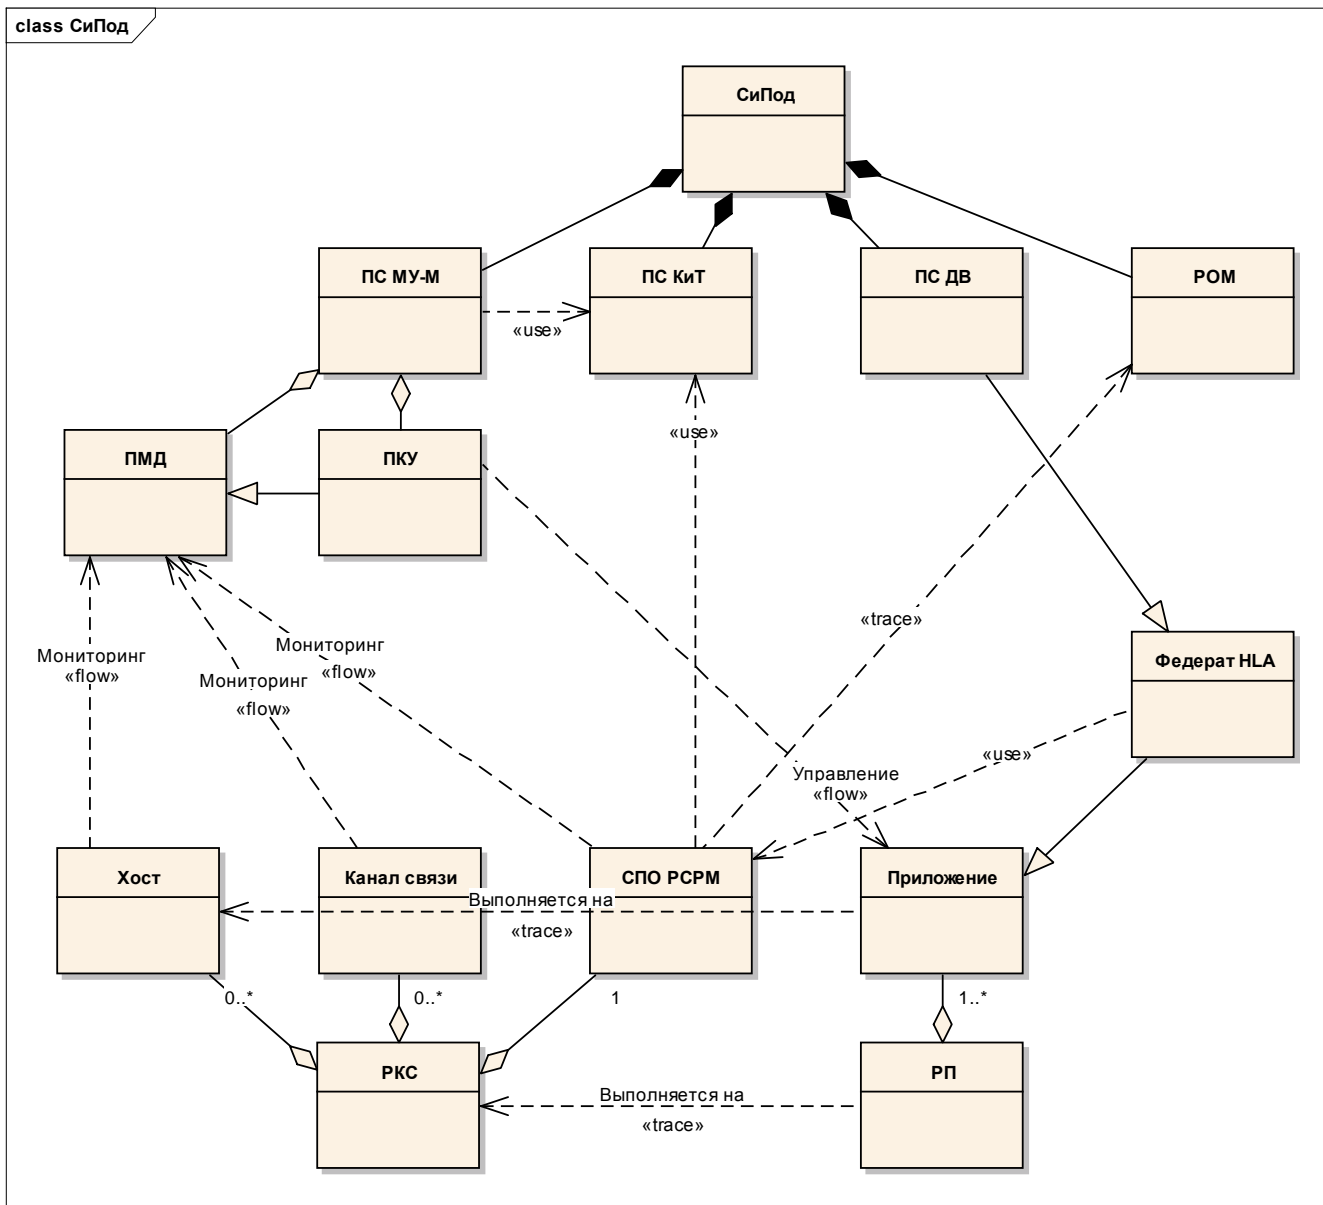 class СиПод
СиПод
ПС МУ-М
ПС КиТ
ПС ДВ
РОМ
«use»
ПМД
ПКУ
«use»
«trace»
Мониторинг
«flow»
Мониторинг
«flow»
Мониторинг
«flow»
Федерат HLA
«use»
Управление
«flow»
Хост
Канал связи
СПО РСРМ
Приложение
Выполняется на
«trace»
0..*
0..*
1
1..*
РКС
РП
Выполняется на
«trace»